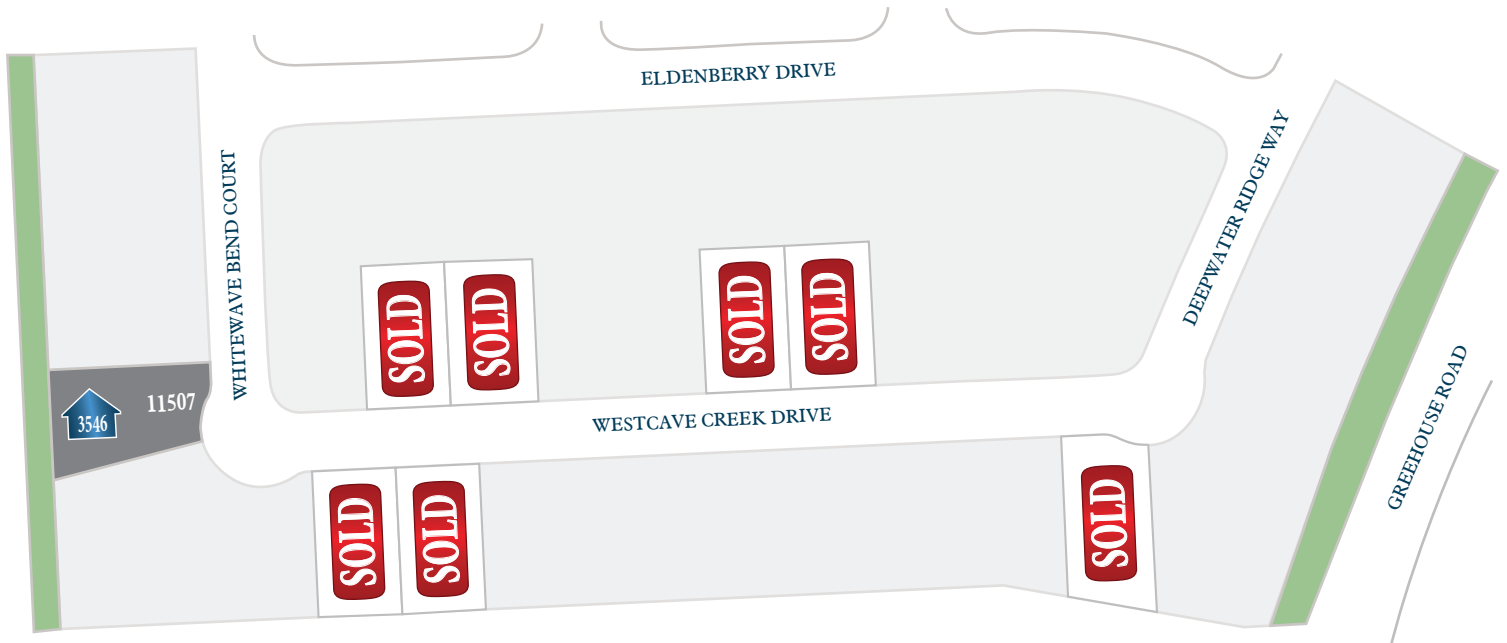 ELDENBERRY DRIVE
WHITEWAVE BEND COURT
DEEPWATER RIDGE WAY
SOLD
SOLD
SOLD
SOLD
11507
3546
WESTCAVE CREEK DRIVE
GREEHOUSE ROAD
SOLD
SOLD
SOLD